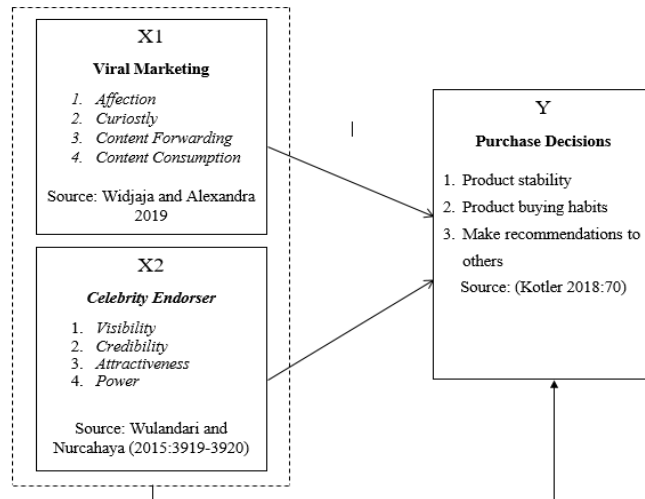 X1
Viral Marketing
1. Affection
2. Curiostly
3. Content Forwarding
4. Content Consumption
Source: Widjaja and Alexandra
2019
X2
Celebrity Endorser
1. Visibility
2. Credibility
3. Attractiveness
4. Power
Source: Wulandari and
Nurcahaya (2015:3919-3920)
Y
Purchase Decisions
1. Product stability
2. Product buying habits
3. Make recommendations to
others
Source: (Kotler 2018:70)